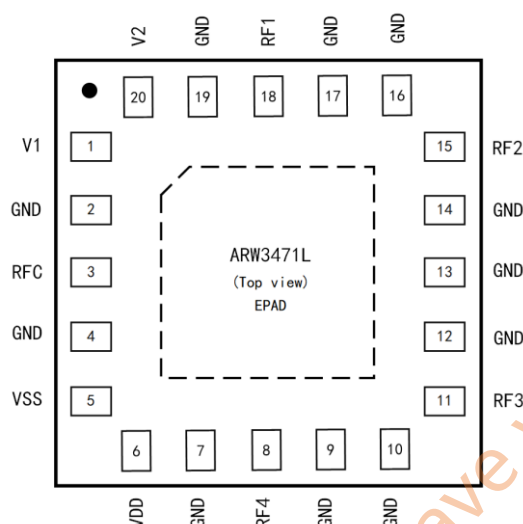 V2 GND RF1 GND GND
20 19 18 17 16
V1 1 15 RF2
GND 2 14 GND
RFC 3 13 GND
ARW3471L
(Top view)
EPAD
GND 4 12 GND
VSS 5 11 RF3
6 7 8 9 10
VDD GND RF4 GND GND
ave